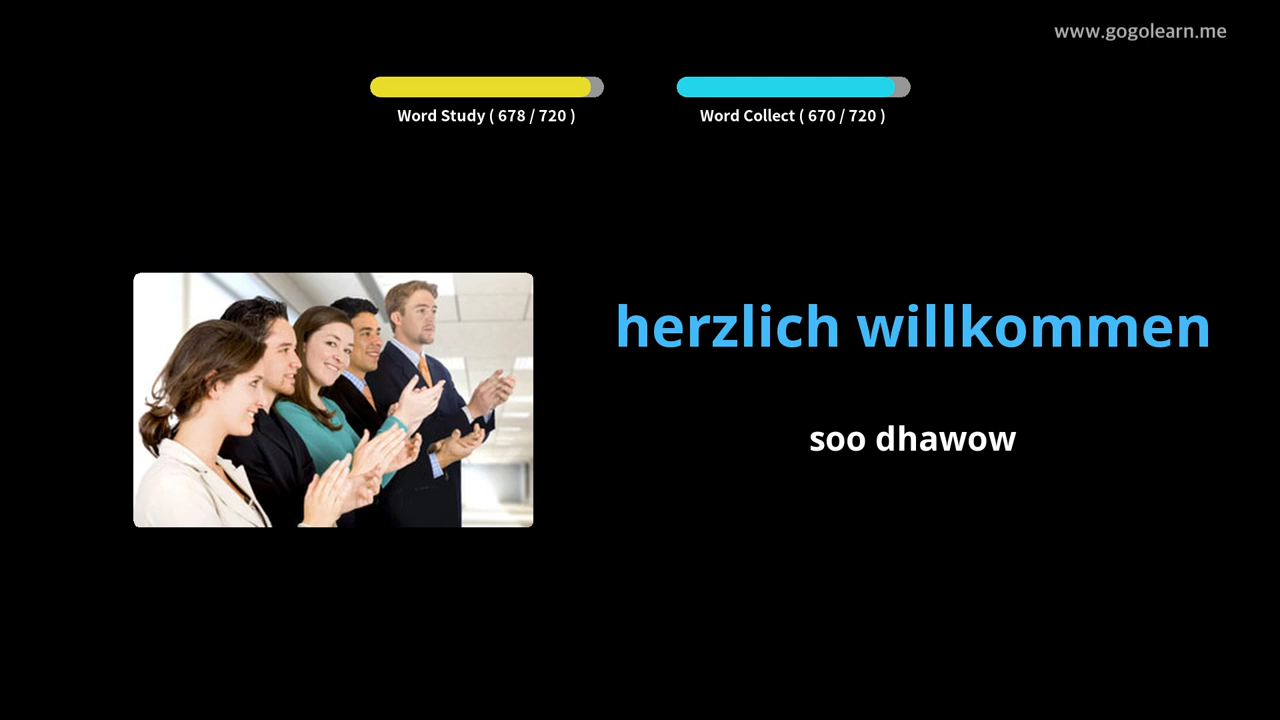 www.gogolearn.me
Word Study ( 678 / 720 )
Word Collect ( 670 / 720 )
herzlich willkommen
soo dhawow